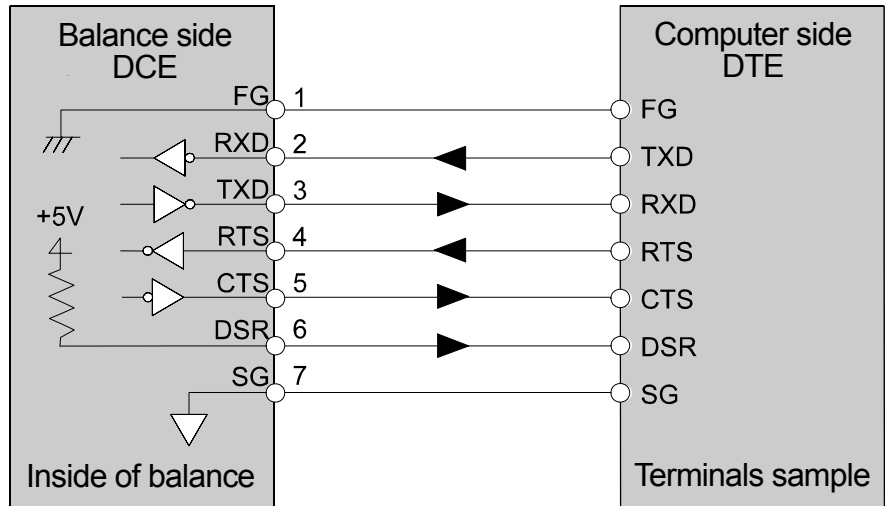 Balance side
DCE
Computer side
DTE
FG 1 FG
RXD 2 TXD
TXD 3 RXD
+5V
RTS 4 RTS
CTS 5 CTS
DSR 6 DSR
SG 7 SG
Inside of balance
Terminals sample